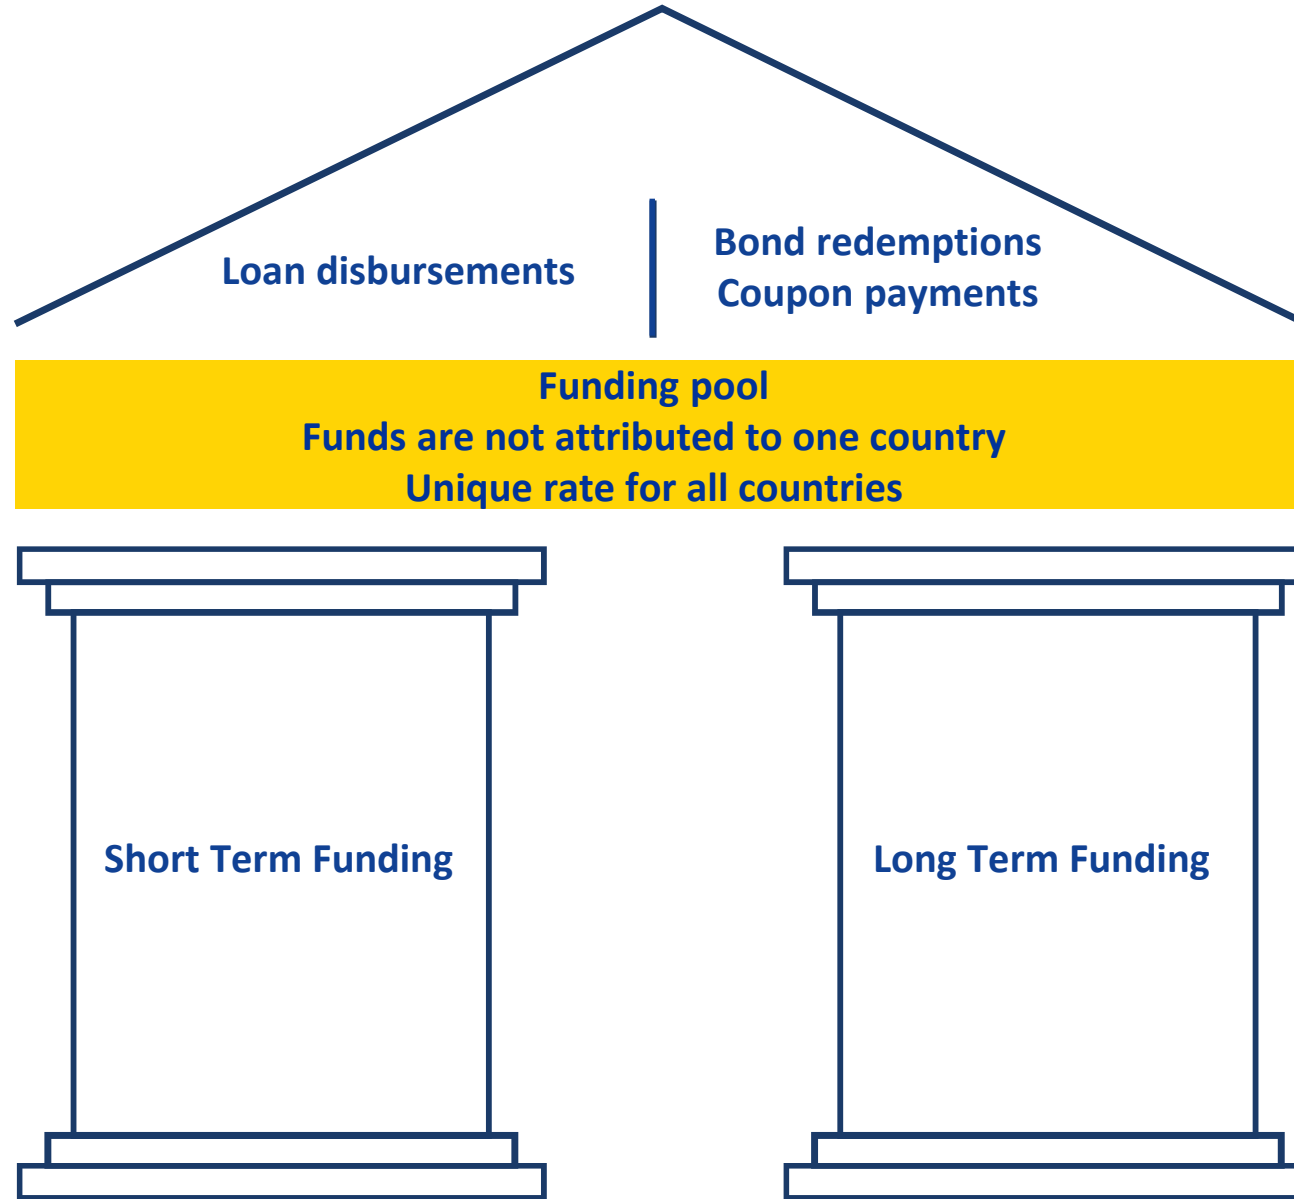 Loan disbursements
Bond redemptions
Coupon payments
Funding pool
Funds are not attributed to one country
Unique rate for all countries
Short Term Funding
Long Term Funding